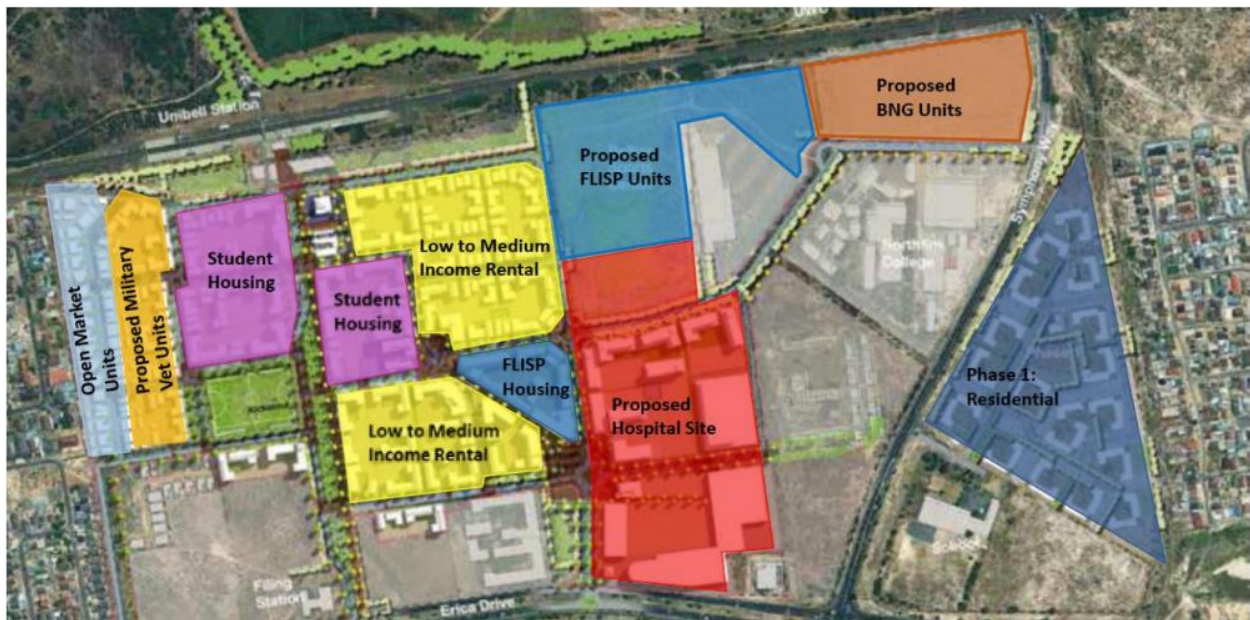 Unibell Station
Proposed
BNG Units
Proposed
FLISP Units
Symphony Way
Low to Medium
Income Rental
Student
Housing
Student
Housing
Northlink
College
Open Market
Units
Proposed Military
Vet Units
FLISP
Housing
Phase 1:
Residential
Proposed
Hospital Site
Low to Medium
Income Rental
School
Filling
Station
Erica Drive